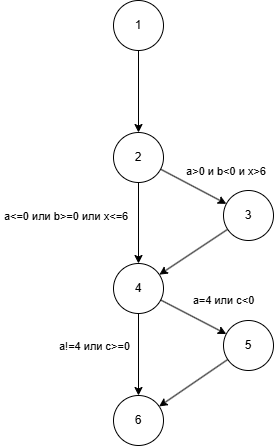 1
2
a>0 и b<0 и x>6
a<=0 или b>=0 или x<=6
3
4
a=4 или c<0
a!=4 или c>=0
5
6